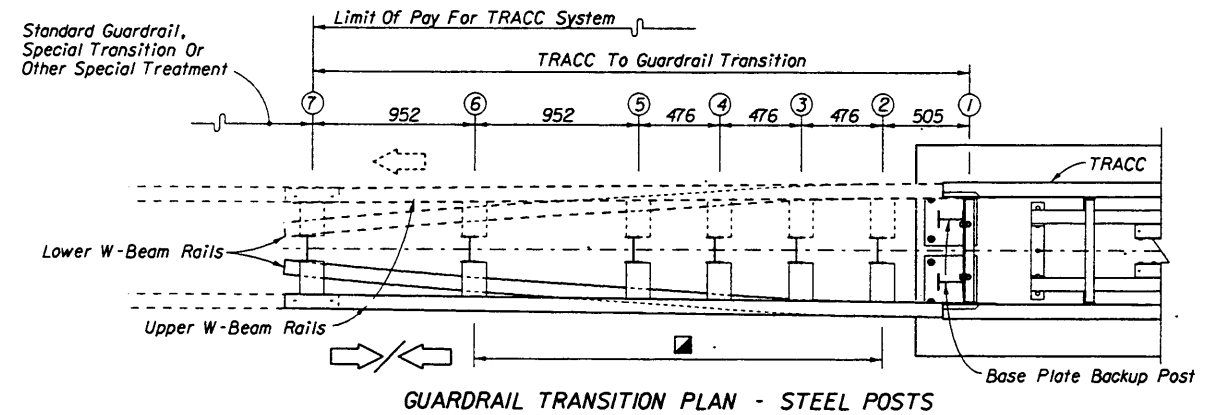 Limit Of Pay For TRACC System
Standard Guardrail,
Special Transition Or
Other Special Treatment
TRACC To Guardrail Transition
7 6 5 4 3 2 1
952 952 476 476 476 505
TRACC
Lower W-Beam Rails
Upper W-Beam Rails
Base Plate Backup Post
GUARDRAIL TRANSITION PLAN - STEEL POSTS